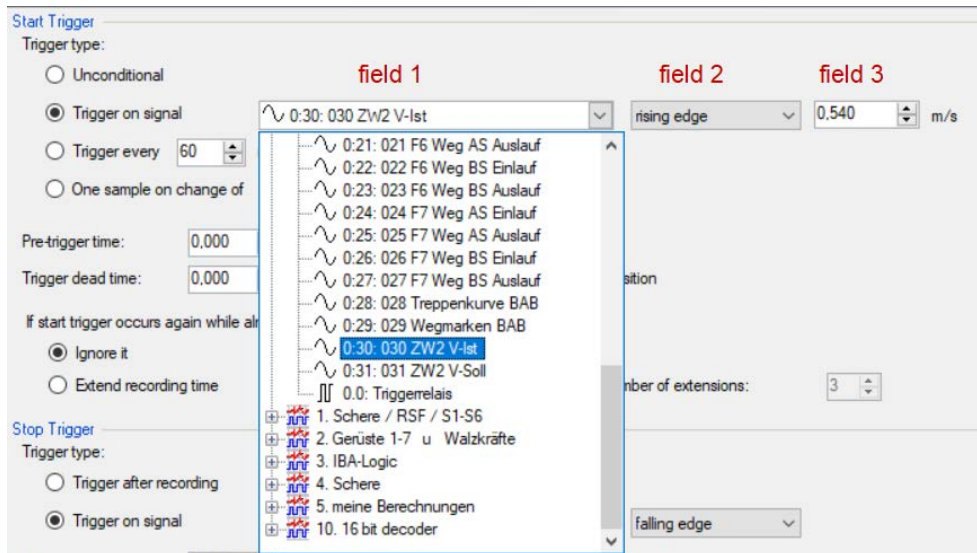 Start Trigger
Trigger type:
field 1 field 2 field 3
Unconditional
Trigger on signal 0:30: 030 ZW2 V-Ist rising edge 0,540 m/s
0:21: 021 F6 Weg AS Auslauf
Trigger every 60
0:22: 022 F6 Weg BS Einlauf
0:23: 023 F6 Weg BS Auslauf
One sample on change of
0:24: 024 F7 Weg AS Einlauf
0:25: 025 F7 Weg AS Auslauf
Pre-trigger time: 0,000
0:26: 026 F7 Weg BS Einlauf
Trigger dead time: 0,000 0:27: 027 F7 Weg BS Auslauf sition
0:28: 028 Treppenkurve BAB
If start trigger occurs again while alr 0:29: 029 Wegmarken BAB
Ignore it 0:30: 030 ZW2 V-Ist
0:31: 031 ZW2 V-Soll
Extend recording time 0.0: Triggerrelais mber of extensions: 3
1. Schere / RSF / S1-S6
Stop Trigger
2. Gerüste 1-7 u Walzkräfte
Trigger type:
3. IBA-Logic
Trigger after recording 4. Schere
5. meine Berechnungen
Trigger on signal 10. 16 bit decoder falling edge